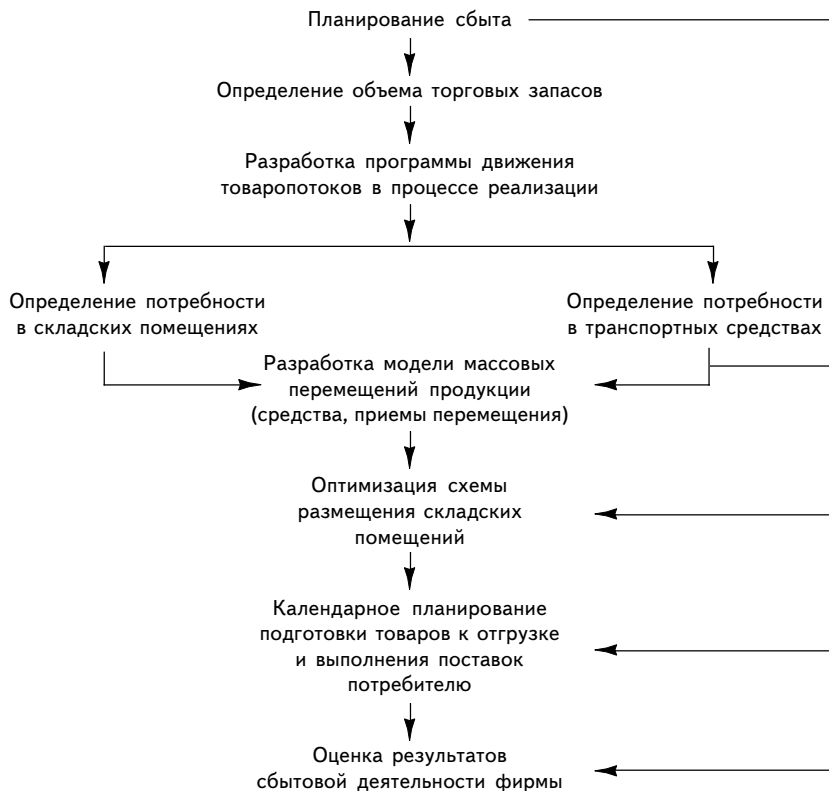 Планирование сбыта
Определение объема торговых запасов
Разработка программы движения
товаропотоков в процессе реализации
Определение потребности
в складских помещениях
Определение потребности
в транспортных средствах
Разработка модели массовых
перемещений продукции
(средства, приемы перемещения)
Оптимизация схемы
размещения складских
помещений
Календарное планирование
подготовки товаров к отгрузке
и выполнения поставок
потребителю
Оценка результатов
сбытовой деятельности фирмы